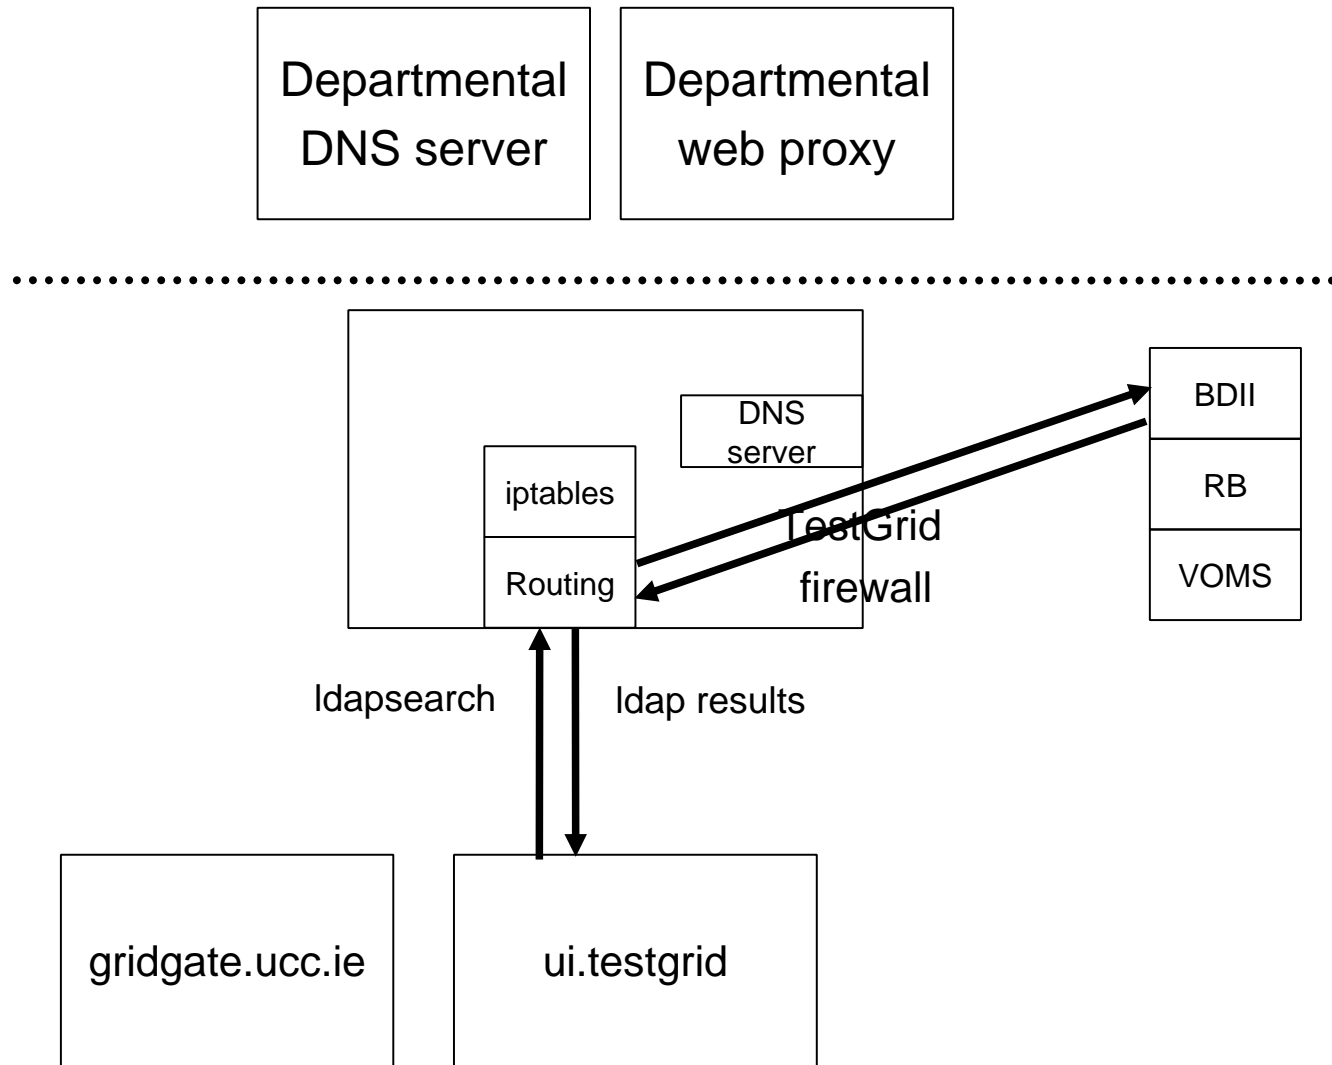 Departmental
DNS server
Departmental
web proxy
DNS
server
BDII
iptables
RB
TestGrid
firewall
Routing
VOMS
ldapsearch
ldap results
gridgate.ucc.ie
ui.testgrid